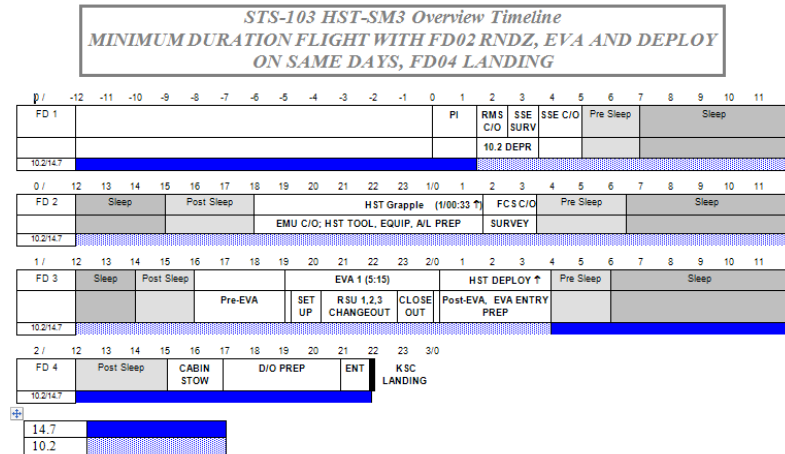 STS-103 HST-SM3 Overview Timeline
MINIMUM DURATION FLIGHT WITH FD02 RNDZ, EVA AND DEPLOY
ON SAME DAYS, FD04 LANDING
0 / -12 -11 -10 -9 -8 -7 -6 -5 -4 -3 -2 -1 0 1 2 3 4 5 6 7 8 9 10 11
FD 1 PI RMS SSE SSE C/O Pre Sleep Sleep
C/O SURV
10.2 DEPR
10.2/14.7
0 / 12 13 14 15 16 17 18 19 20 21 22 23 1/0 1 2 3 4 5 6 7 8 9 10 11
FD 2 Sleep Post Sleep HST Grapple (1/00:33 ↑) FCS C/O Pre Sleep Sleep
EMU C/O; HST TOOL, EQUIP, A/L PREP SURVEY
10.2/14.7
1 / 12 13 14 15 16 17 18 19 20 21 22 23 2/0 1 2 3 4 5 6 7 8 9 10 11
FD 3 Sleep Post Sleep EVA 1 (5:15) HST DEPLOY ↑ Pre Sleep Sleep
Pre-EVA SET RSU 1,2,3 CLOSE Post-EVA, EVA ENTRY
UP CHANGEOUT OUT PREP
10.2/14.7
2 / 12 13 14 15 16 17 18 19 20 21 22 23 3/0
FD 4 Post Sleep CABIN D/O PREP ENT KSC
STOW LANDING
10.2/14.7
14.7
10.2